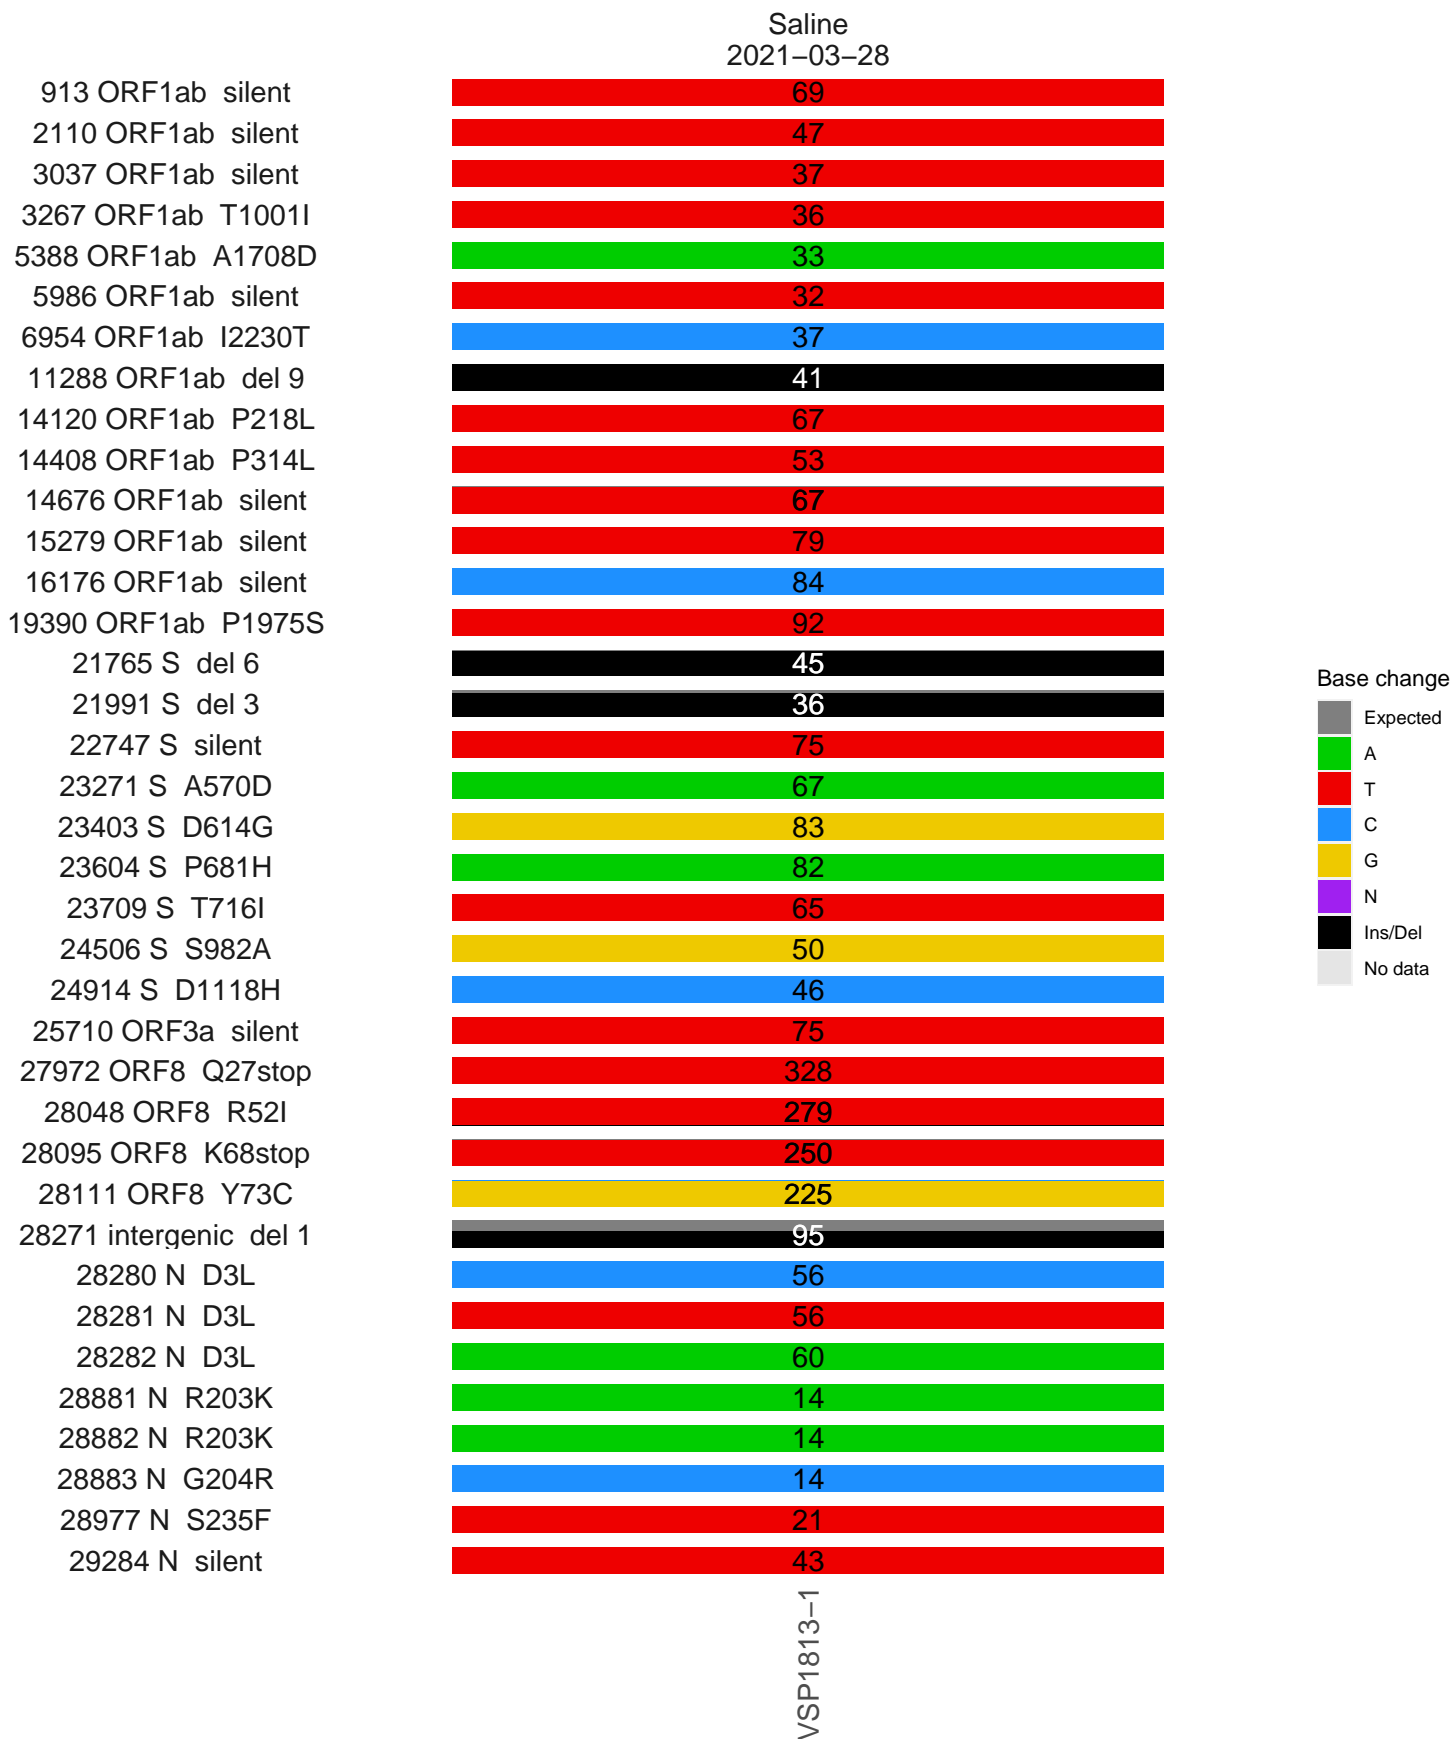 Saline
2021−03−28
913 ORF1ab silent 69
2110 ORF1ab silent 47
3037 ORF1ab silent 37
3267 ORF1ab T1001I 36
5388 ORF1ab A1708D 33
5986 ORF1ab silent 32
6954 ORF1ab I2230T 37
11288 ORF1ab del 9 41
14120 ORF1ab P218L 67
14408 ORF1ab P314L 53
14676 ORF1ab silent 67
15279 ORF1ab silent 79
16176 ORF1ab silent 84
19390 ORF1ab P1975S 92
21765 S del 6 45
21991 S del 3 36
22747 S silent 75
23271 S A570D 67
23403 S D614G 83
23604 S P681H 82
23709 S T716I 65
24506 S S982A 50
24914 S D1118H 46
25710 ORF3a silent 75
27972 ORF8 Q27stop 328
28048 ORF8 R52I 279
28095 ORF8 K68stop 250
28111 ORF8 Y73C 225
28271 intergenic del 1 95
28280 N D3L 56
28281 N D3L 56
28282 N D3L 60
28881 N R203K 14
28882 N R203K 14
28883 N G204R 14
28977 N S235F 21
29284 N silent 43
VSP1813−1
Base change
Expected
A
T
C
G
N
Ins/Del
No data